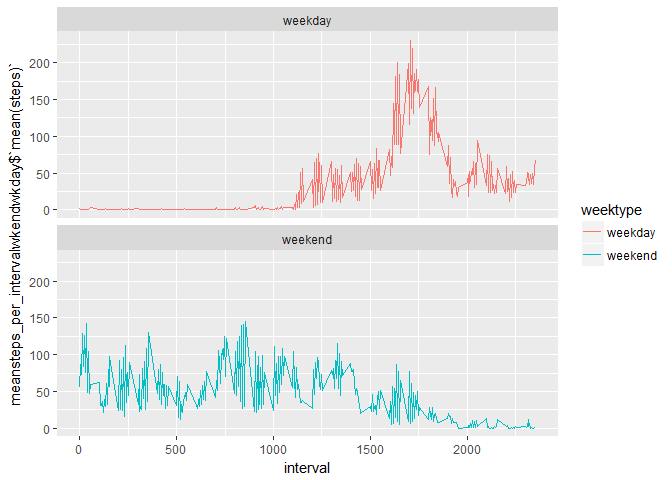 weekday
200
150
100
50
0
weekend
200
150
100
50
0
0
500
1000
1500
2000
interval
meansteps_per_intervalwkendwkday$`mean(steps)`
weektype
weekday
weekend